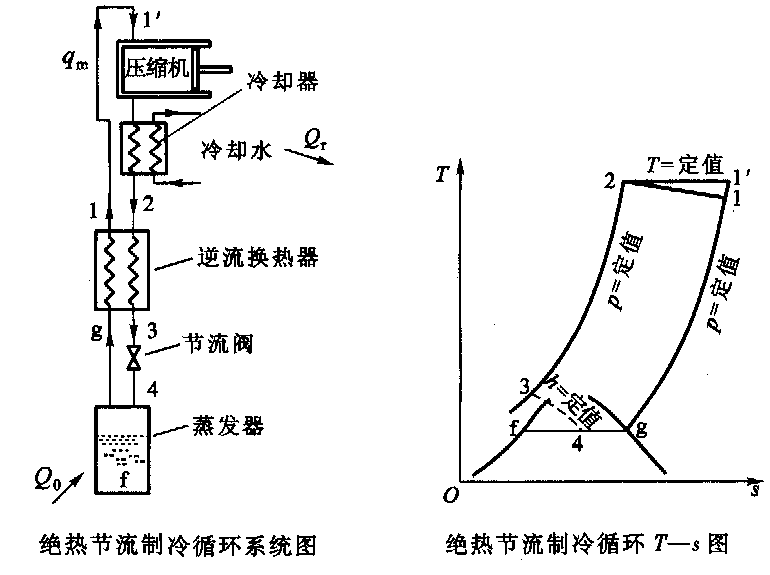 1′
q_m
压缩机
冷却器
冷却水
Q_r
1
2
逆流换热器
g
3
节流阀
4
蒸发器
f
Q_0
绝热节流制冷循环系统图
T
T=定值
2
1′
1
p=定值
p=定值
3
h=定值
f
4
g
O
s
绝热节流制冷循环 T—s 图